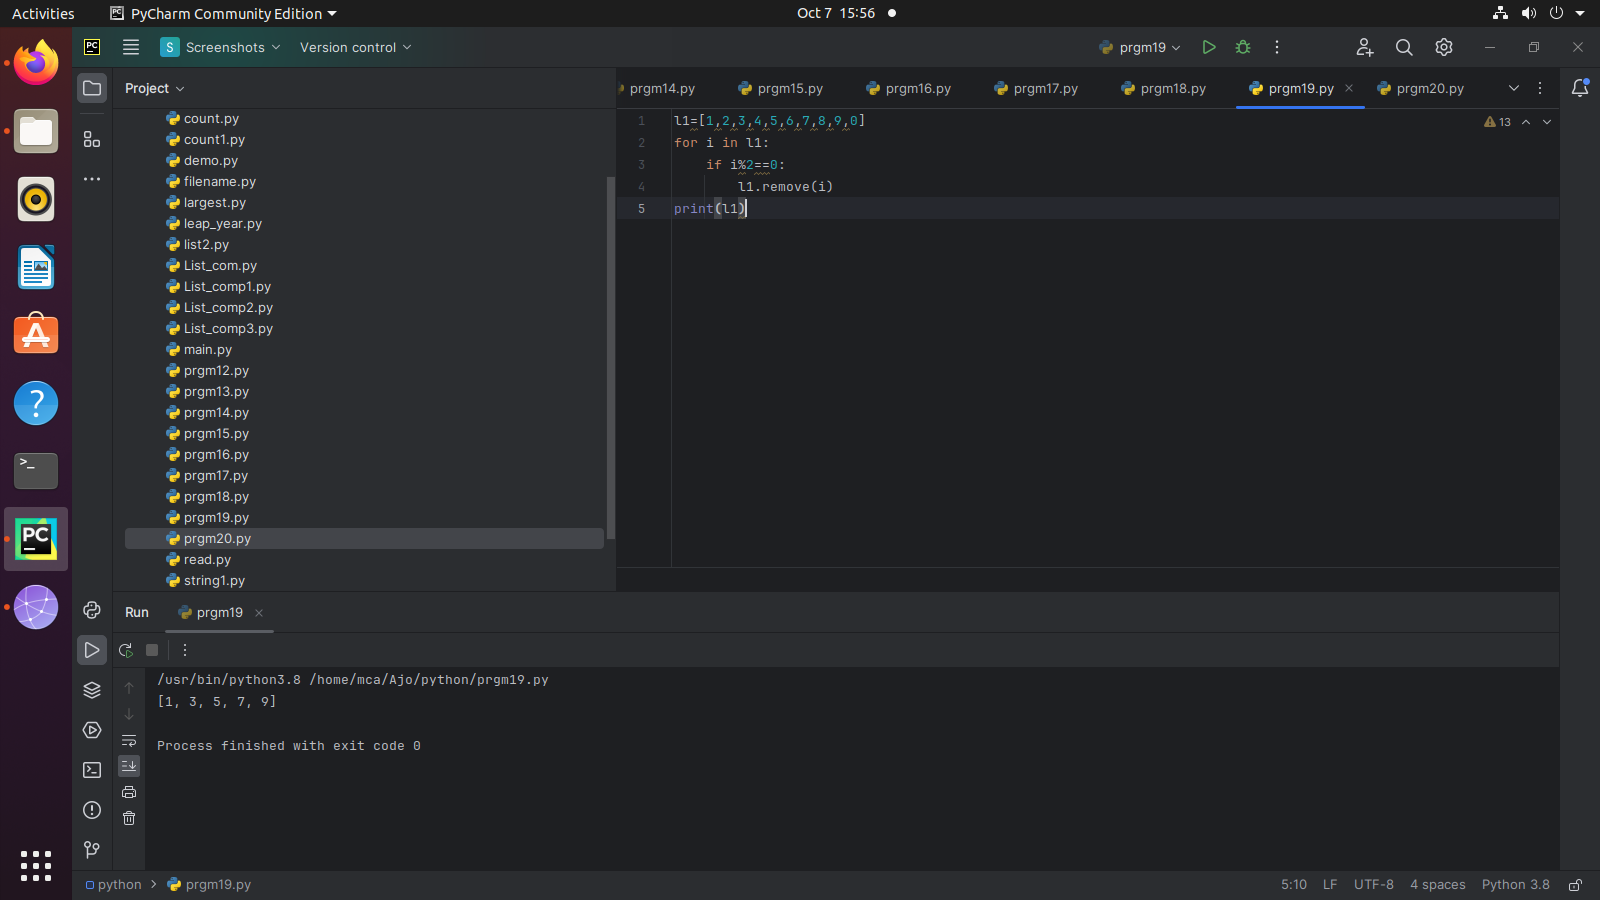 Activities
PyCharm Community Edition
Oct 7 15:56
PC
S Screenshots
Version control
prgm19
Project
prgm14.py
prgm15.py
prgm16.py
prgm17.py
prgm18.py
prgm19.py
prgm20.py
count.py
count1.py
demo.py
filename.py
largest.py
leap_year.py
list2.py
List_com.py
List_comp1.py
List_comp2.py
List_comp3.py
main.py
prgm12.py
prgm13.py
prgm14.py
prgm15.py
prgm16.py
prgm17.py
prgm18.py
prgm19.py
prgm20.py
read.py
string1.py
1 l1=[1,2,3,4,5,6,7,8,9,0]
2 for i in l1:
3 if i%2==0:
4 l1.remove(i)
5 print(l1)
13
PC
Run
prgm19
/usr/bin/python3.8 /home/mca/Ajo/python/prgm19.py
[1, 3, 5, 7, 9]
Process finished with exit code 0
python > prgm19.py
5:10 LF UTF-8 4 spaces Python 3.8